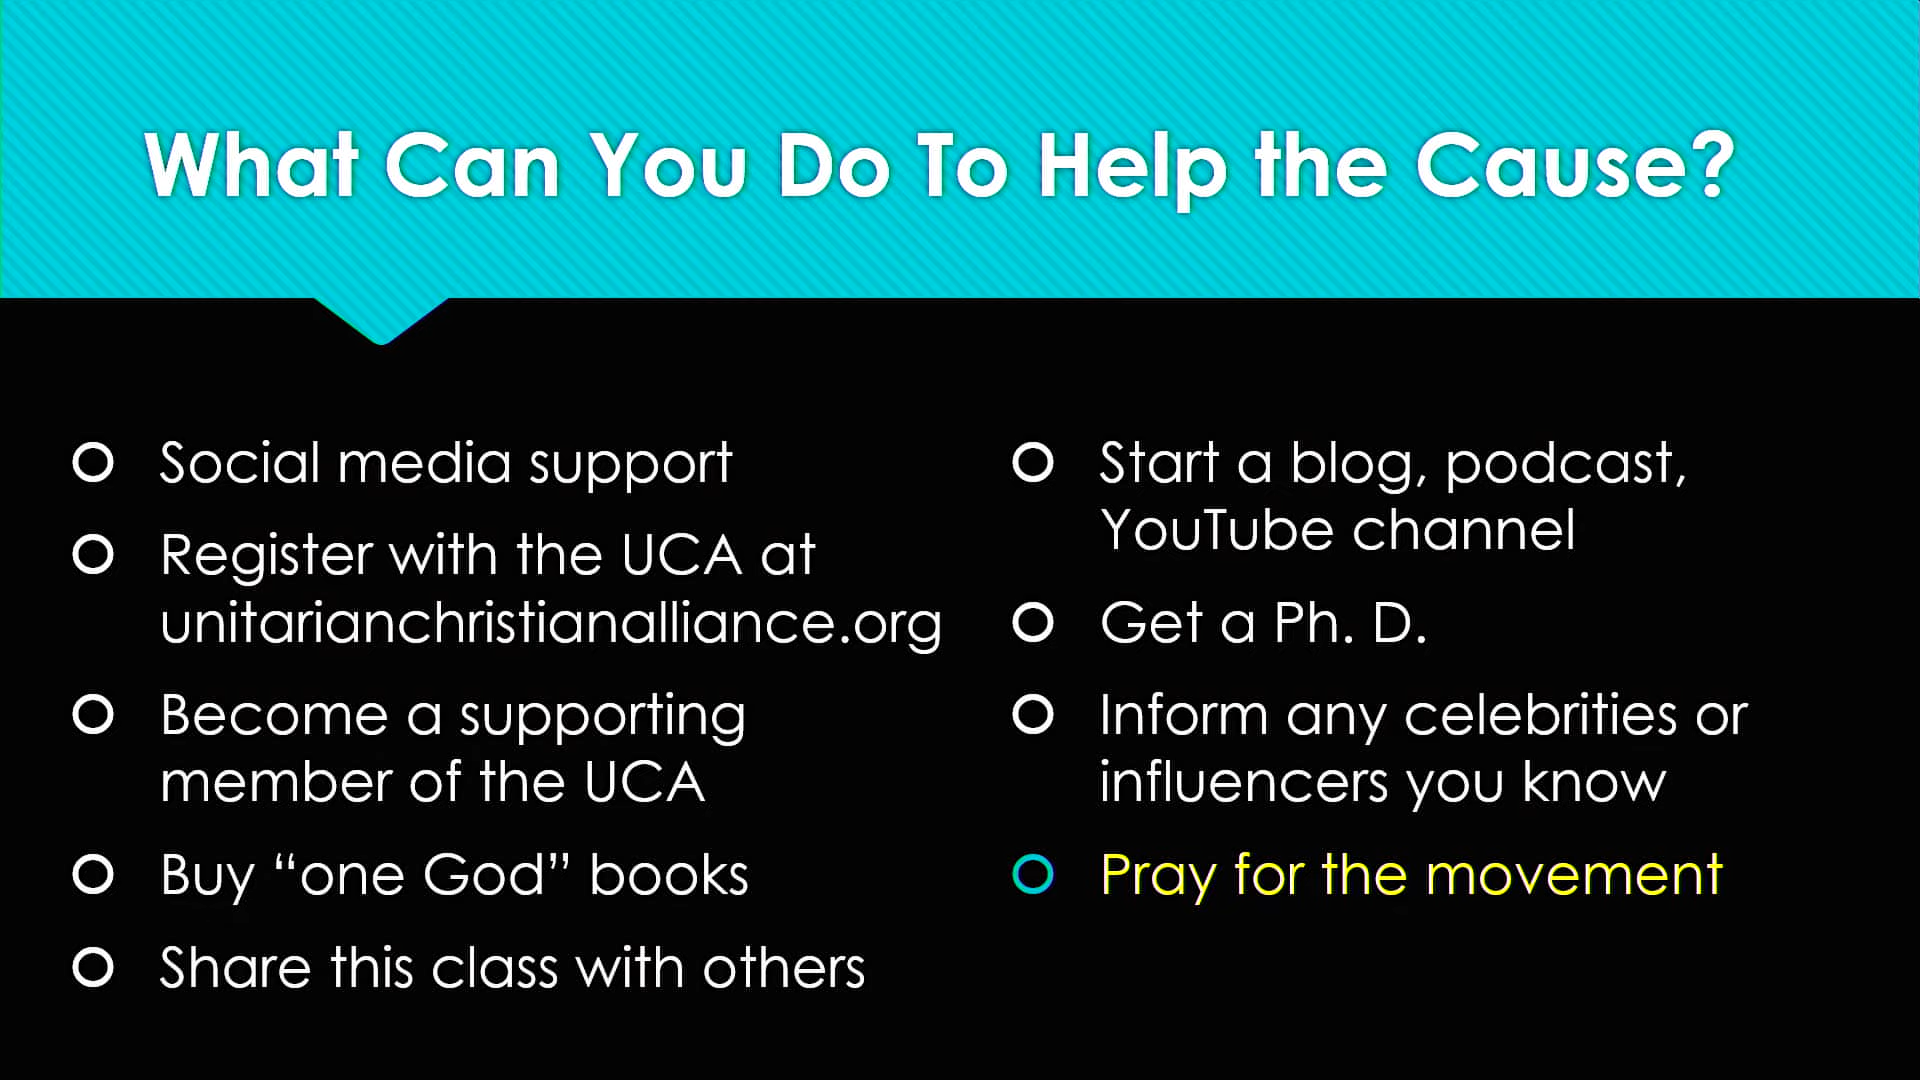 What Can You Do To Help the Cause?
Social media support
Register with the UCA at
unitarianchristianalliance.org
Become a supporting
member of the UCA
Buy “one God” books
Share this class with others
Start a blog, podcast,
YouTube channel
Get a Ph. D.
Inform any celebrities or
influencers you know
Pray for the movement